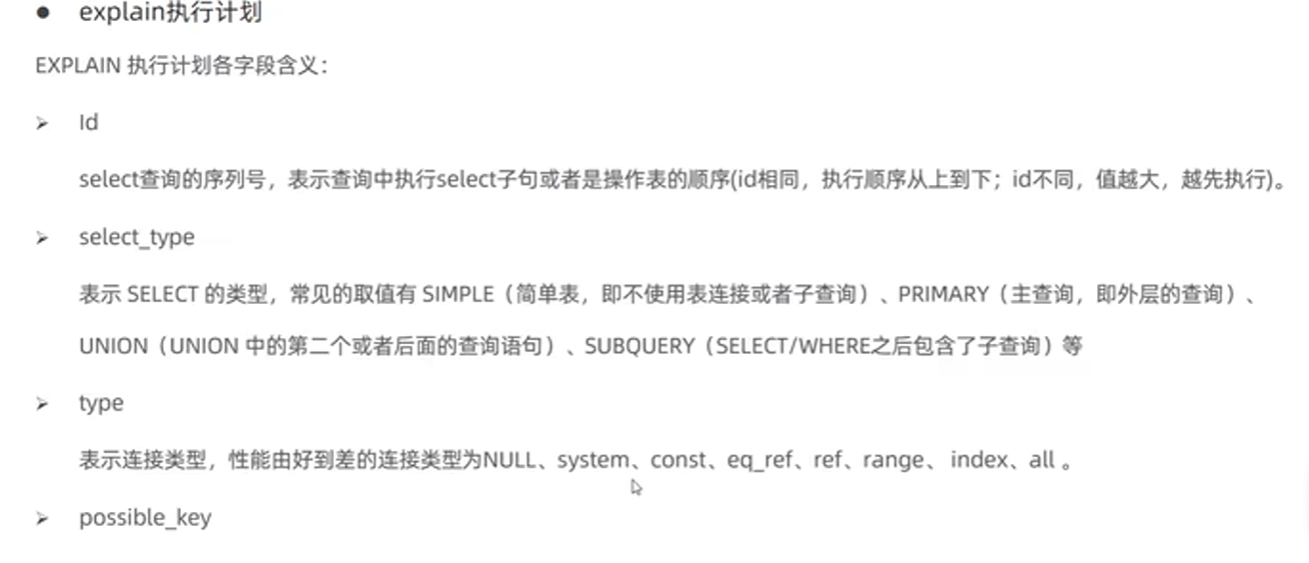 ● explain执行计划
EXPLAIN 执行计划各字段含义：
➢ Id
select查询的序列号，表示查询中执行select子句或者是操作表的顺序(id相同，执行顺序从上到下；id不同，值越大，越先执行)。
➢ select_type
表示 SELECT 的类型，常见的取值有 SIMPLE（简单表，即不使用表连接或者子查询）、PRIMARY（主查询，即外层的查询）、
UNION（UNION 中的第二个或者后面的查询语句）、SUBQUERY（SELECT/WHERE之后包含了子查询）等
➢ type
表示连接类型，性能由好到差的连接类型为NULL、system、const、eq_ref、ref、range、 index、all 。
➢ possible_key